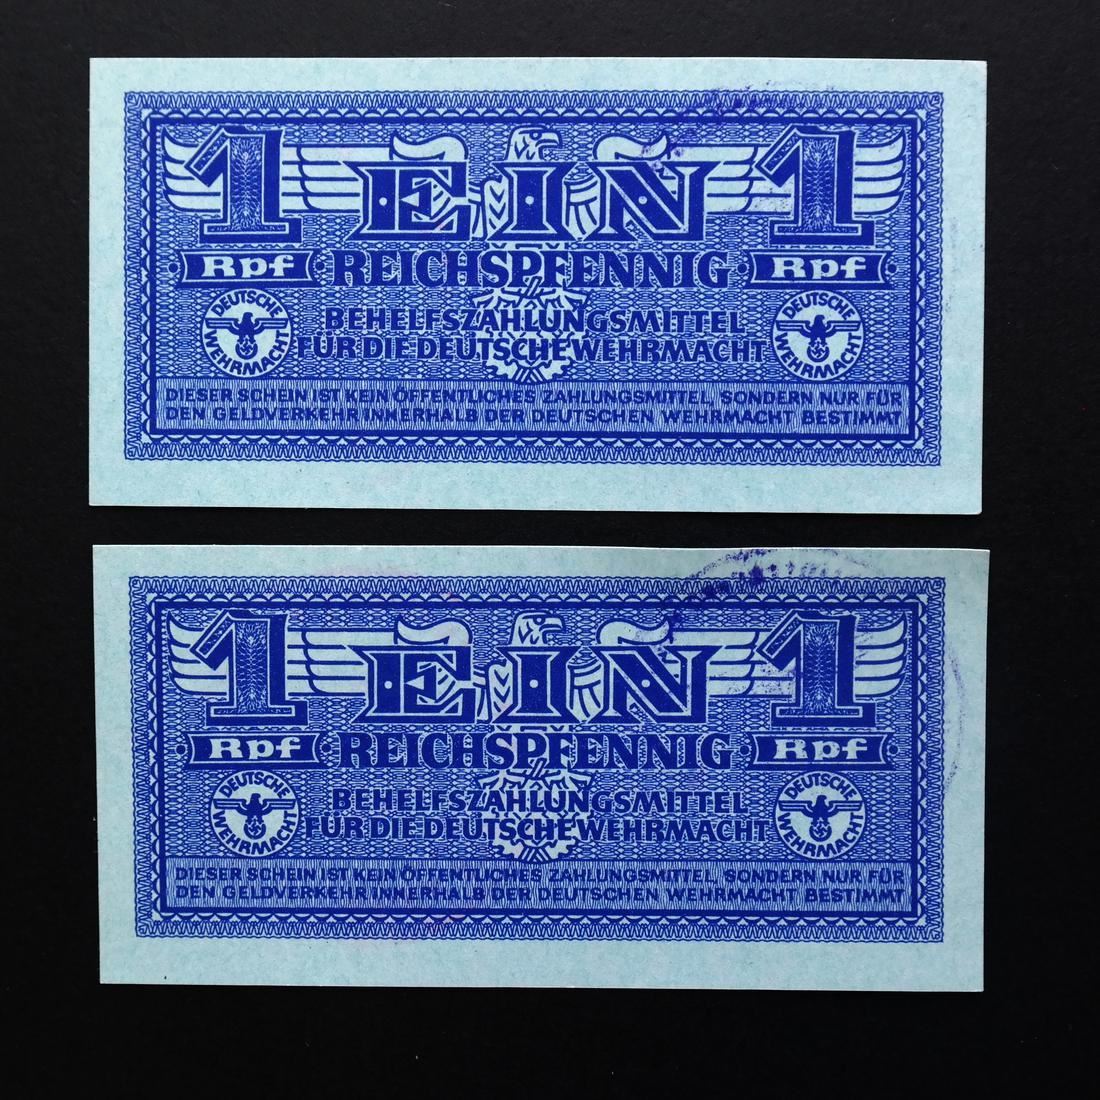 1 EIN 1
Rpf REICHSPFENNIG Rpf
DEUTSCHE WEHRMACHT
BEHELFSZAHLUNGSMITTEL
FÜR DIE DEUTSCHE WEHRMACHT
DEUTSCHE WEHRMACHT
DIESER SCHEIN IST KEIN ÖFFENTLICHES ZAHLUNGSMITTEL, SONDERN NUR FÜR
DEN GELDVERKEHR INNERHALB DER DEUTSCHEN WEHRMACHT BESTIMMT
1 EIN 1
Rpf REICHSPFENNIG Rpf
DEUTSCHE WEHRMACHT
BEHELFSZAHLUNGSMITTEL
FÜR DIE DEUTSCHE WEHRMACHT
DEUTSCHE WEHRMACHT
DIESER SCHEIN IST KEIN ÖFFENTLICHES ZAHLUNGSMITTEL, SONDERN NUR FÜR
DEN GELDVERKEHR INNERHALB DER DEUTSCHEN WEHRMACHT BESTIMMT